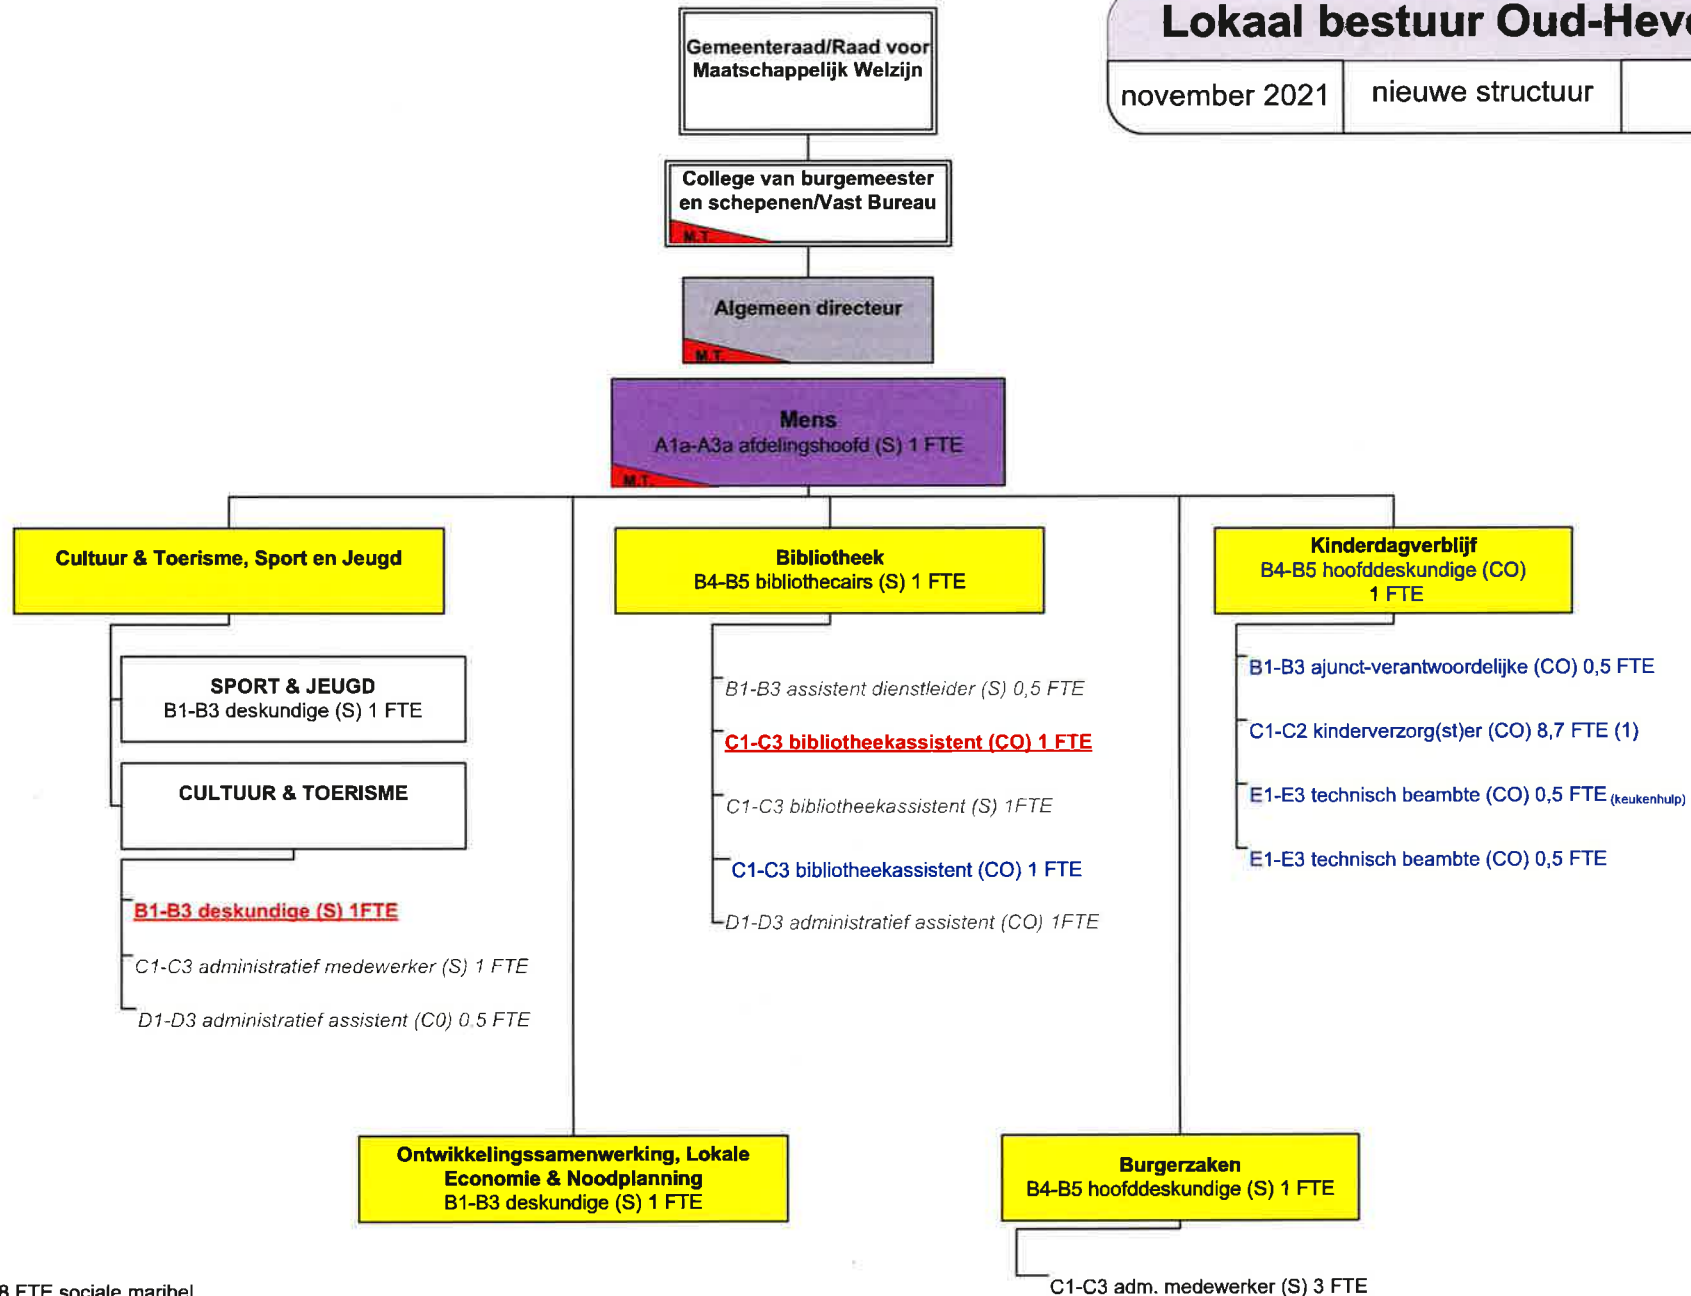 Lokaal bestuur Oud-Heve
november 2021
nieuwe structuur
Gemeenteraad/Raad voor
Maatschappelijk Welzijn
College van burgemeester
en schepenen/Vast Bureau
M.T.
Algemeen directeur
M.T.
Mens
A1a-A3a afdelingshoofd (S) 1 FTE
M.T.
Cultuur & Toerisme, Sport en Jeugd
SPORT & JEUGD
B1-B3 deskundige (S) 1 FTE
CULTUUR & TOERISME
B1-B3 deskundige (S) 1FTE
C1-C3 administratief medewerker (S) 1 FTE
D1-D3 administratief assistent (C0) 0.5 FTE
Ontwikkelingssamenwerking, Lokale
Economie & Noodplanning
B1-B3 deskundige (S) 1 FTE
Bibliotheek
B4-B5 bibliothecairs (S) 1 FTE
B1-B3 assistent dienstleider (S) 0,5 FTE
C1-C3 bibliotheekassistent (CO) 1 FTE
C1-C3 bibliotheekassistent (S) 1FTE
C1-C3 bibliotheekassistent (CO) 1 FTE
D1-D3 administratief assistent (CO) 1FTE
Burgerzaken
B4-B5 hoofddeskundige (S) 1 FTE
C1-C3 adm. medewerker (S) 3 FTE
Kinderdagverblijf
B4-B5 hoofddeskundige (CO)
1 FTE
B1-B3 ajunct-verantwoordelijke (CO) 0,5 FTE
C1-C2 kinderverzorg(st)er (CO) 8,7 FTE (1)
E1-E3 technisch beambte (CO) 0,5 FTE (keukenhulp)
E1-E3 technisch beambte (CO) 0,5 FTE
8 FTE sociale maribel